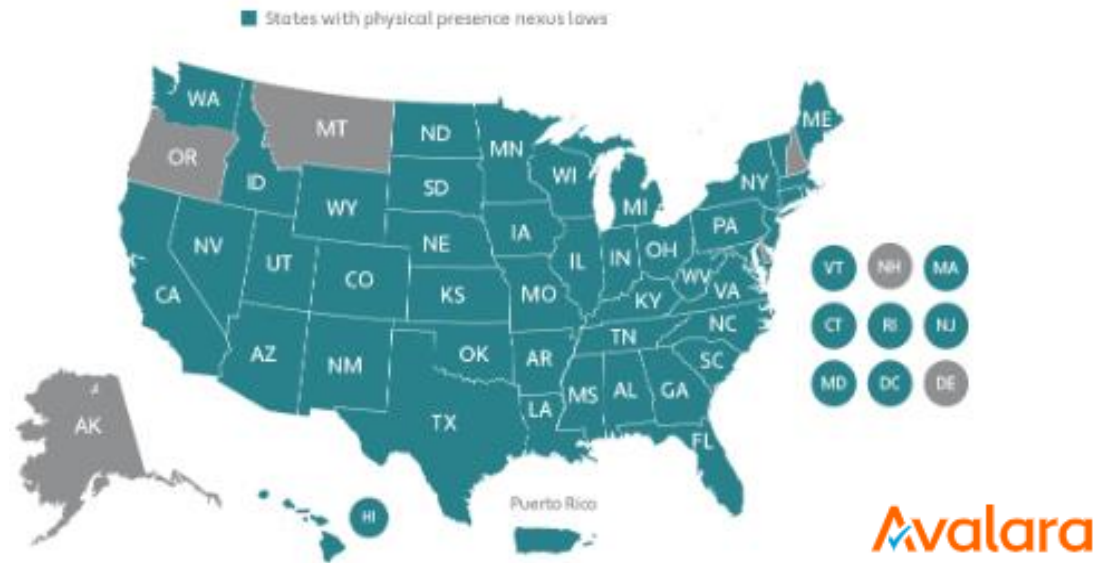 States with physical presence nexus laws
WA
MT
ND
MN
ME
OR
ID
SD
WI
NY
WY
MI
PA
IA
NE
NV
UT
IL
IN
OH
CO
WV
VA
CA
KS
MO
KY
NC
TN
AZ
NM
OK
AR
SC
MS
AL
GA
LA
TX
FL
AK
HI
Puerto Rico
VT
NH
MA
CT
RI
NJ
MD
DC
DE
Avalara